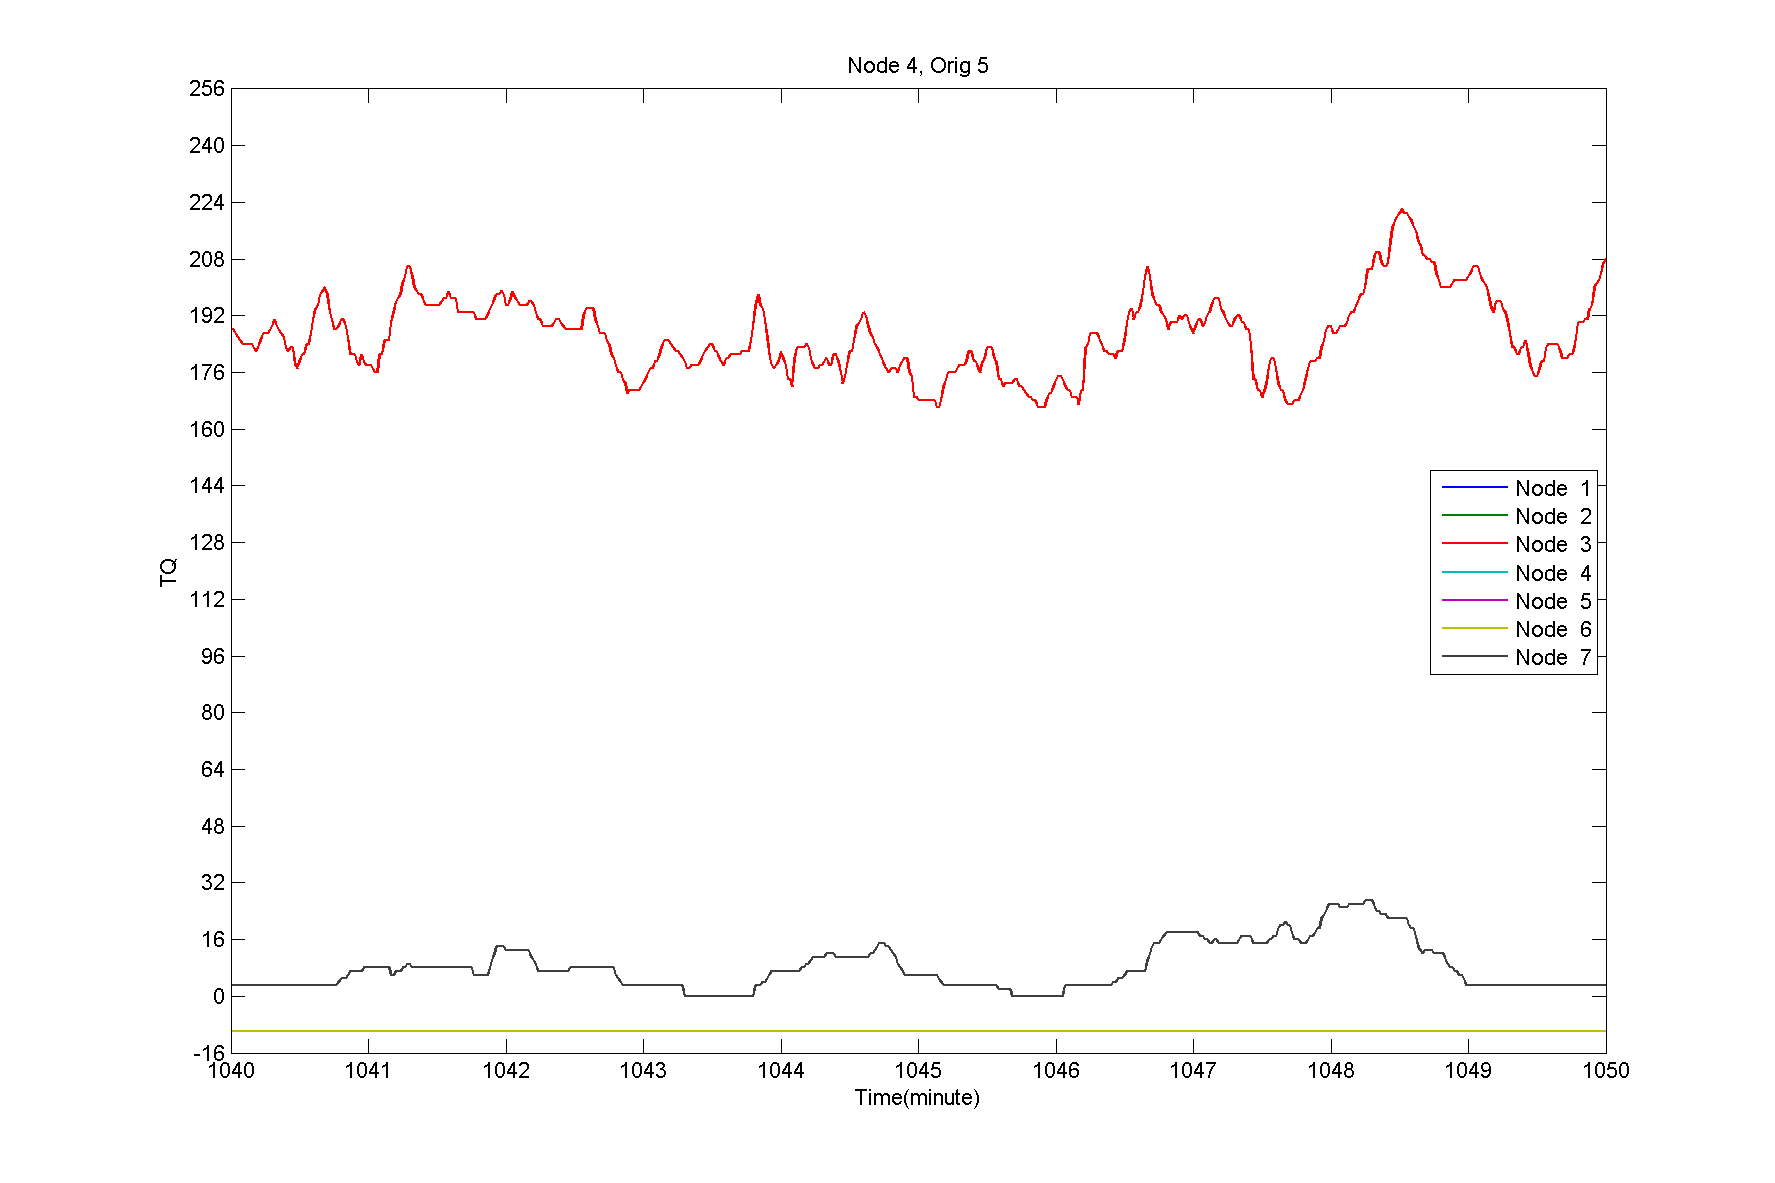 Node 4, Orig 5
256
240
224
208
192
176
160
144
128
112
96
80
64
48
32
16
0
-16
TQ
Node 1
Node 2
Node 3
Node 4
Node 5
Node 6
Node 7
1040 1041 1042 1043 1044 1045 1046 1047 1048 1049 1050
Time(minute)